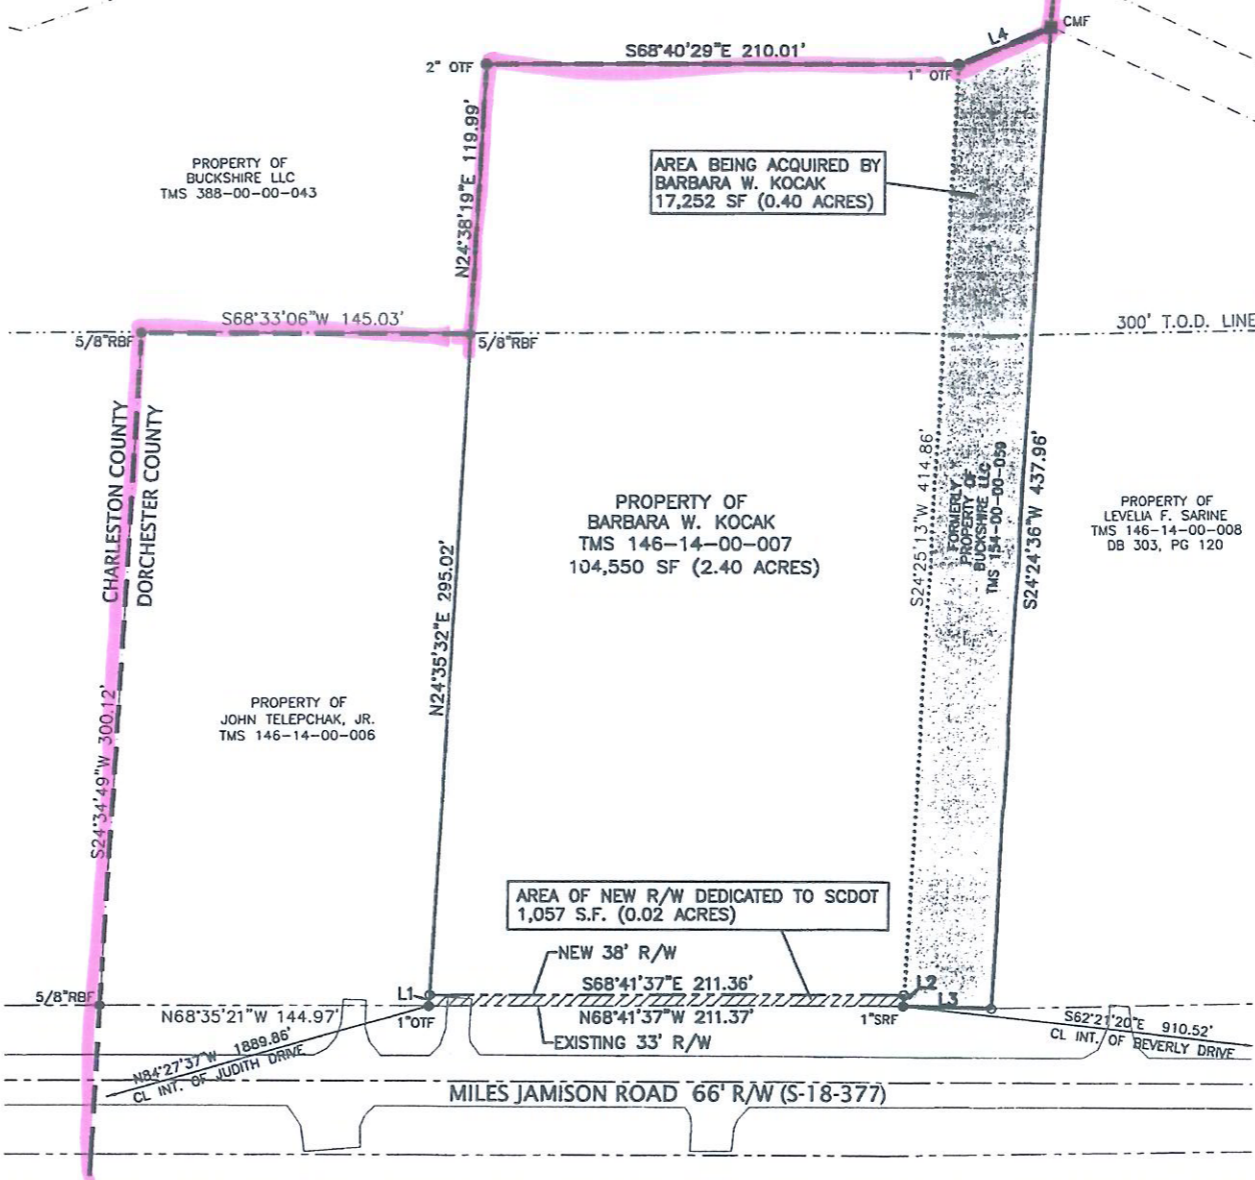 CMF
L4
S68°40'29"E 210.01'
2" OTF
1" OTF
N24°38'19"E 119.99'
PROPERTY OF
BUCKSHIRE LLC
TMS 388-00-00-043
AREA BEING ACQUIRED BY
BARBARA W. KOCAK
17,252 SF (0.40 ACRES)
S68°33'06"W 145.03'
300' T.O.D. LINE
5/8"RBF
5/8"RBF
CHARLESTON COUNTY
DORCHESTER COUNTY
S24°25'13"W 414.86'
FORMERLY
PROPERTY OF
BUCKSHIRE LLC
TMS 154-00-00-059
S24°24'36"W 437.96'
PROPERTY OF
BARBARA W. KOCAK
TMS 146-14-00-007
104,550 SF (2.40 ACRES)
PROPERTY OF
LEVELIA F. SARINE
TMS 146-14-00-008
DB 303, PG 120
N24°35'32"E 295.02'
PROPERTY OF
JOHN TELEPCHAK, JR.
TMS 146-14-00-006
S24°34'49"W 300.12'
AREA OF NEW R/W DEDICATED TO SCDOT
1,057 S.F. (0.02 ACRES)
NEW 38' R/W
S68°41'37"E 211.36'
L1
L2
L3
5/8"RBF
N68°35'21"W 144.97'
1"OTF
N68°41'37"W 211.37'
1"SRF
EXISTING 33' R/W
S62°21'20"E 910.52'
CL INT. OF BEVERLY DRIVE
N84°27'37"W 1889.86'
CL INT. OF JUDITH DRIVE
MILES JAMISON ROAD 66' R/W (S-18-377)